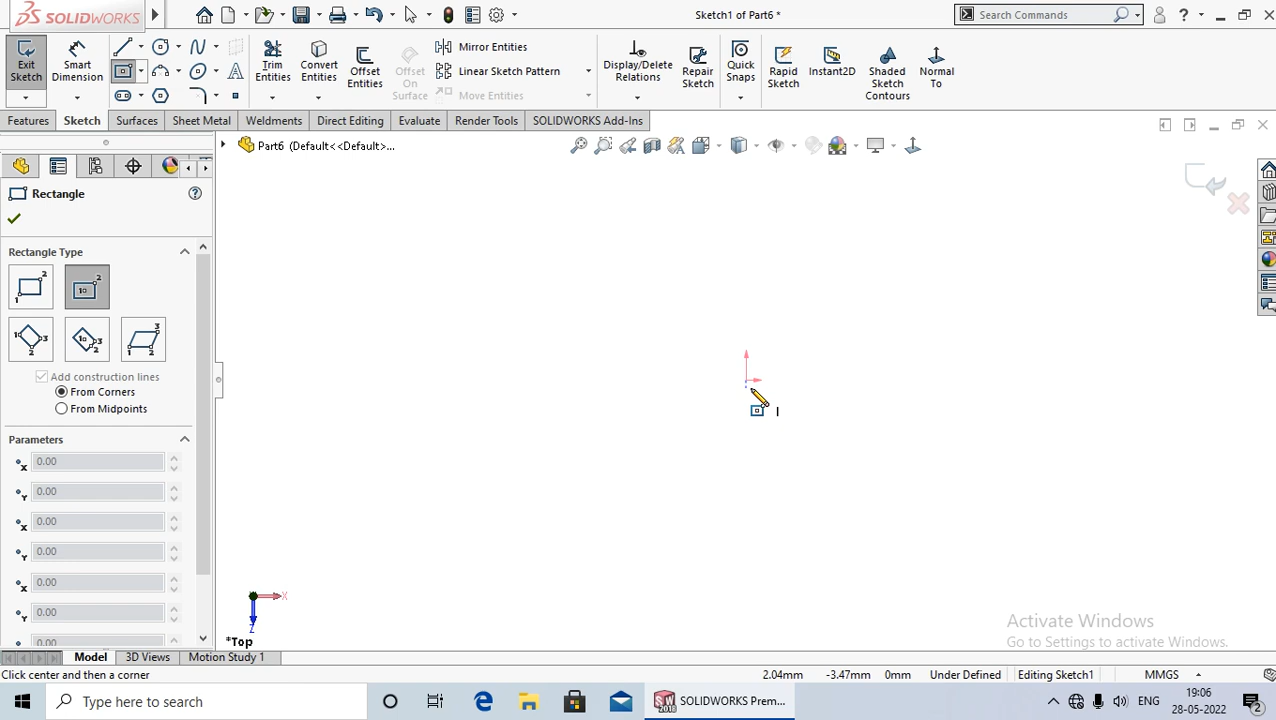 SOLIDWORKS
Sketch1 of Part6 *
Search Commands
?
Exit Sketch
Smart Dimension
Trim Entities
Convert Entities
Offset Entities
Offset On Surface
Mirror Entities
Linear Sketch Pattern
Move Entities
Display/Delete Relations
Repair Sketch
Quick Snaps
Rapid Sketch
Instant2D
Shaded Sketch Contours
Normal To
Features
Sketch
Surfaces
Sheet Metal
Weldments
Direct Editing
Evaluate
Render Tools
SOLIDWORKS Add-Ins
Part6 (Default<<Default>...
Rectangle
?
Rectangle Type
Add construction lines
From Corners
From Midpoints
Parameters
x 0.00
Y 0.00
x 0.00
Y 0.00
x 0.00
Y 0.00
0.00
X
Z
*Top
Activate Windows
Go to Settings to activate Windows.
Model
3D Views
Motion Study 1
Click center and then a corner
2.04mm
-3.47mm
0mm
Under Defined
Editing Sketch1
MMGS
Type here to search
SOLIDWORKS Prem...
ENG
19:06
28-05-2022
2